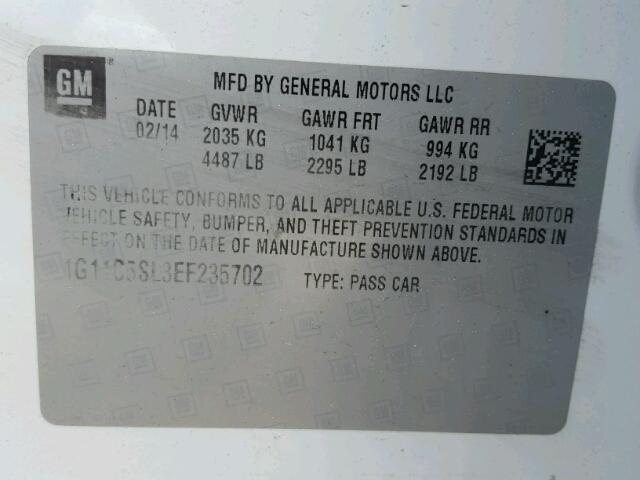 GM
MFD BY GENERAL MOTORS LLC
DATE GVWR GAWR FRT GAWR RR
02/14 2035 KG 1041 KG 994 KG
4487 LB 2295 LB 2192 LB
THIS VEHICLE CONFORMS TO ALL APPLICABLE U.S. FEDERAL MOTOR
VEHICLE SAFETY, BUMPER, AND THEFT PREVENTION STANDARDS IN
EFFECT ON THE DATE OF MANUFACTURE SHOWN ABOVE.
1G11C5SL3EF235702 TYPE: PASS CAR